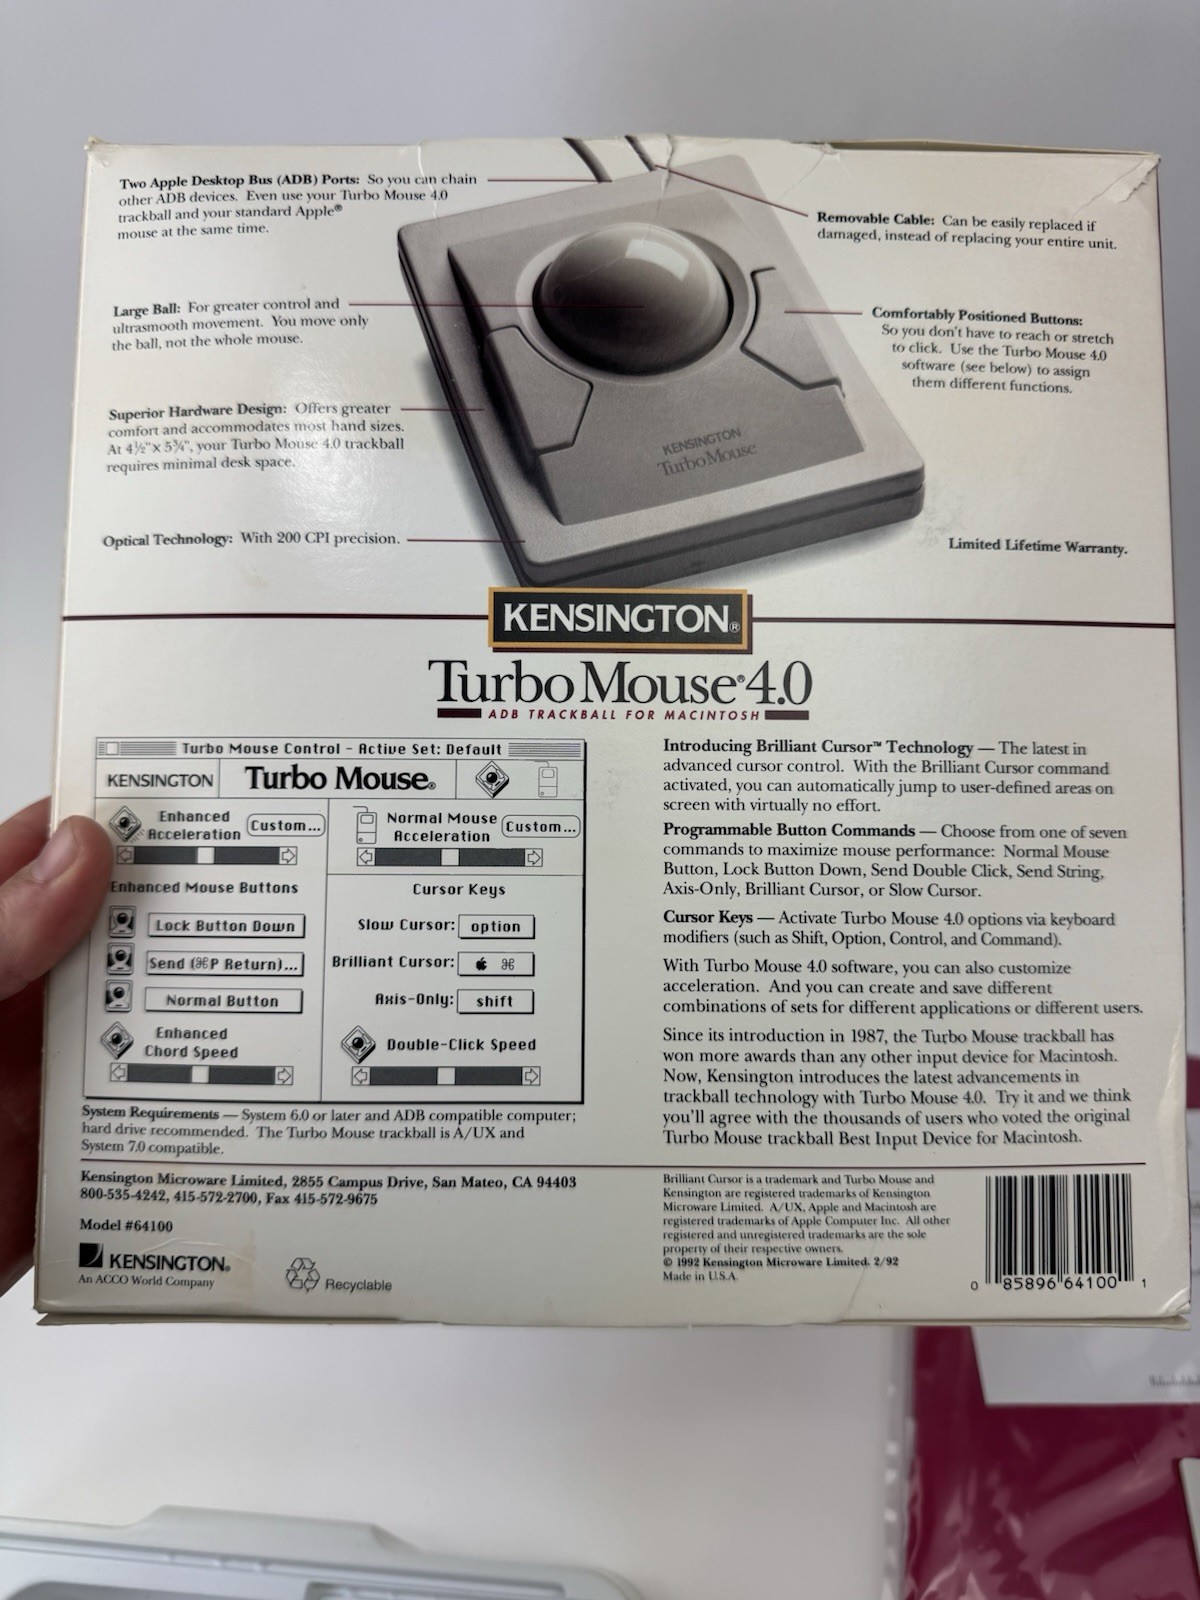 Two Apple Desktop Bus (ADB) Ports: So you can chain
other ADB devices. Even use your Turbo Mouse 4.0
trackball and your standard Apple®
mouse at the same time.
Removable Cable: Can be easily replaced if
damaged, instead of replacing your entire unit.
Large Ball: For greater control and
ultrasmooth movement. You move only
the ball, not the whole mouse.
Comfortably Positioned Buttons:
So you don't have to reach or stretch
to click. Use the Turbo Mouse 4.0
software (see below) to assign
them different functions.
Superior Hardware Design: Offers greater
comfort and accommodates most hand sizes.
At 4½"x 5¾", your Turbo Mouse 4.0 trackball
requires minimal desk space.
KENSINGTON
Turbo Mouse
Optical Technology: With 200 CPI precision.
Limited Lifetime Warranty.
KENSINGTON®
Turbo Mouse®4.0
ADB TRACKBALL FOR MACINTOSH
Turbo Mouse Control – Active Set: Default
KENSINGTON Turbo Mouse®
Enhanced
Acceleration Custom...
Normal Mouse
Acceleration Custom...
Enhanced Mouse Buttons
Lock Button Down
Send (⌘P Return)...
Normal Button
Enhanced
Chord Speed
Cursor Keys
Slow Cursor: option
Brilliant Cursor:  ⌘
Axis-Only: shift
Double-Click Speed
System Requirements — System 6.0 or later and ADB compatible computer;
hard drive recommended. The Turbo Mouse trackball is A/UX and
System 7.0 compatible.
Introducing Brilliant Cursor™ Technology — The latest in
advanced cursor control. With the Brilliant Cursor command
activated, you can automatically jump to user-defined areas on
screen with virtually no effort.
Programmable Button Commands — Choose from one of seven
commands to maximize mouse performance: Normal Mouse
Button, Lock Button Down, Send Double Click, Send String,
Axis-Only, Brilliant Cursor, or Slow Cursor.
Cursor Keys — Activate Turbo Mouse 4.0 options via keyboard
modifiers (such as Shift, Option, Control, and Command).
With Turbo Mouse 4.0 software, you can also customize
acceleration. And you can create and save different
combinations of sets for different applications or different users.
Since its introduction in 1987, the Turbo Mouse trackball has
won more awards than any other input device for Macintosh.
Now, Kensington introduces the latest advancements in
trackball technology with Turbo Mouse 4.0. Try it and we think
you'll agree with the thousands of users who voted the original
Turbo Mouse trackball Best Input Device for Macintosh.
Kensington Microware Limited, 2855 Campus Drive, San Mateo, CA 94403
800-535-4242, 415-572-2700, Fax 415-572-9675
Model #64100
KENSINGTON®
An ACCO World Company
Recyclable
Brilliant Cursor is a trademark and Turbo Mouse and
Kensington are registered trademarks of Kensington
Microware Limited. A/UX, Apple and Macintosh are
registered trademarks of Apple Computer Inc. All other
registered and unregistered trademarks are the sole
property of their respective owners.
© 1992 Kensington Microware Limited. 2/92
Made in U.S.A.
0 85896 64100 1